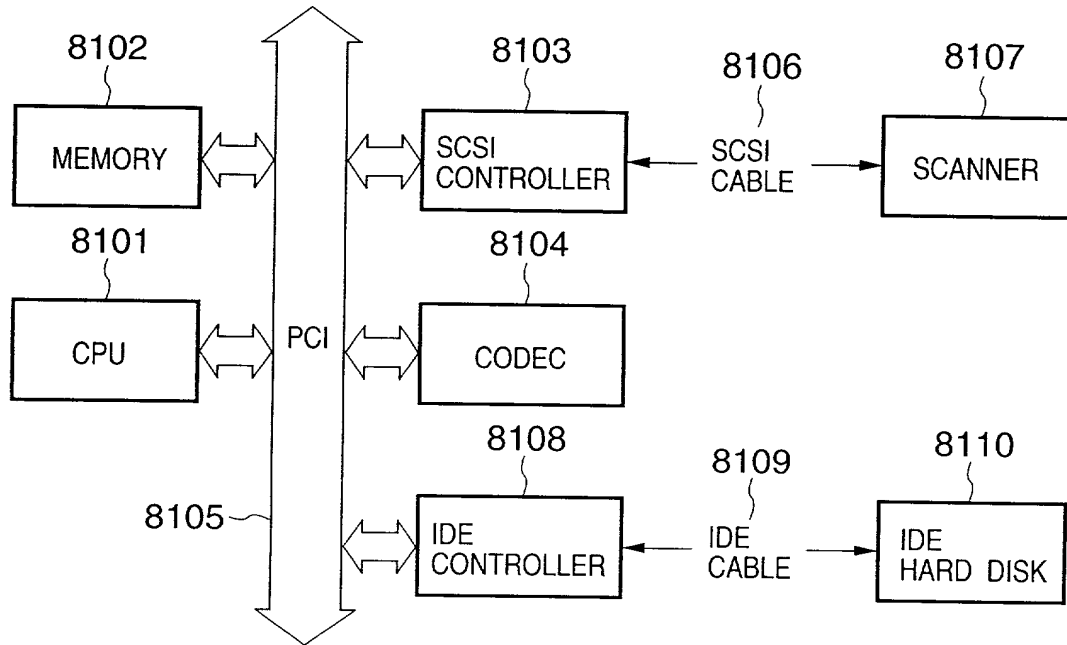 8102
MEMORY
8101
CPU
PCI
8105
8103
SCSI
CONTROLLER
8104
CODEC
8108
IDE
CONTROLLER
8106
SCSI
CABLE
8107
SCANNER
8109
IDE
CABLE
8110
IDE
HARD DISK